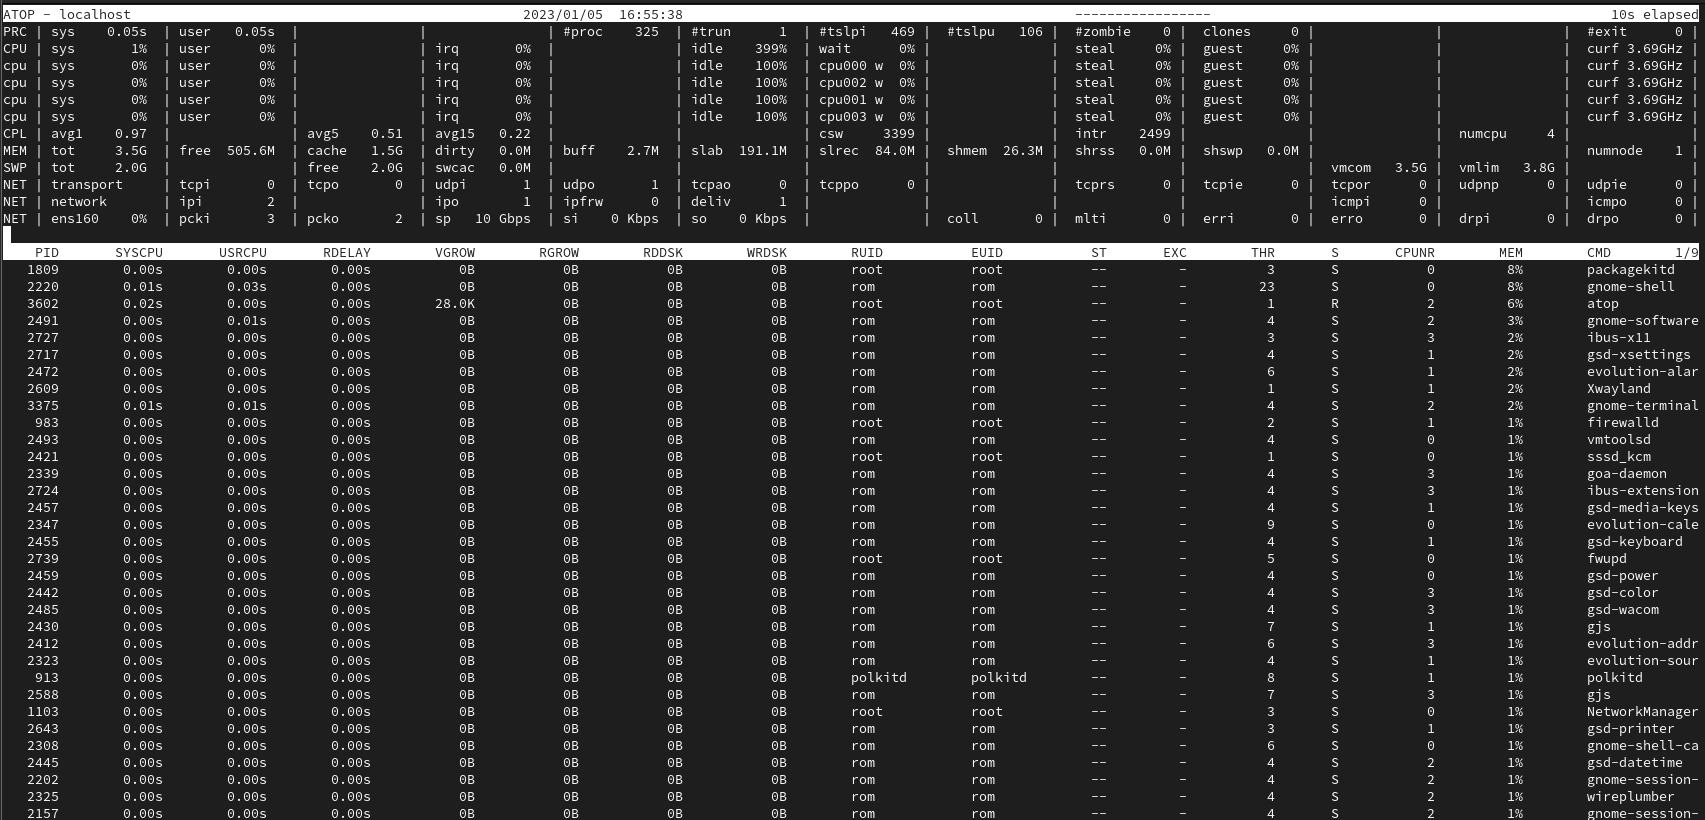 ATOP - localhost 2023/01/05 16:55:38 ----------------- 10s elapsed
PRC | sys 0.05s | user 0.05s | | | #proc 325 | #trun 1 | #tslpi 469 | #tslpu 106 | #zombie 0 | clones 0 | | | #exit 0 |
CPU | sys 1% | user 0% | | irq 0% | | idle 399% | wait 0% | | steal 0% | guest 0% | | | curf 3.69GHz |
cpu | sys 0% | user 0% | | irq 0% | | idle 100% | cpu000 w 0% | | steal 0% | guest 0% | | | curf 3.69GHz |
cpu | sys 0% | user 0% | | irq 0% | | idle 100% | cpu002 w 0% | | steal 0% | guest 0% | | | curf 3.69GHz |
cpu | sys 0% | user 0% | | irq 0% | | idle 100% | cpu001 w 0% | | steal 0% | guest 0% | | | curf 3.69GHz |
cpu | sys 0% | user 0% | | irq 0% | | idle 100% | cpu003 w 0% | | steal 0% | guest 0% | | | curf 3.69GHz |
CPL | avg1 0.97 | | avg5 0.51 | avg15 0.22 | | | csw 3399 | | intr 2499 | | | numcpu 4 | |
MEM | tot 3.5G | free 505.6M | cache 1.5G | dirty 0.0M | buff 2.7M | slab 191.1M | slrec 84.0M | shmem 26.3M | shrss 0.0M | shswp 0.0M | | | numnode 1 |
SWP | tot 2.0G | | free 2.0G | swcac 0.0M | | | | | | | vmcom 3.5G | vmlim 3.8G | |
NET | transport | tcpi 0 | tcpo 0 | udpi 1 | udpo 1 | tcpao 0 | tcppo 0 | | tcprs 0 | tcpie 0 | tcpor 0 | udpnp 0 | udpie 0 |
NET | network | ipi 2 | | ipo 1 | ipfrw 0 | deliv 1 | | | | | icmpi 0 | | icmpo 0 |
NET | ens160 0% | pcki 3 | pcko 2 | sp 10 Gbps | si 0 Kbps | so 0 Kbps | | coll 0 | mlti 0 | erri 0 | erro 0 | drpi 0 | drpo 0 |
PID SYSCPU USRCPU RDELAY VGROW RGROW RDDSK WRDSK RUID EUID ST EXC THR S CPUNR MEM CMD 1/9
1809 0.00s 0.00s 0.00s 0B 0B 0B 0B root root -- - 3 S 0 8% packagekitd
2220 0.01s 0.03s 0.00s 0B 0B 0B 0B rom rom -- - 23 S 0 8% gnome-shell
3602 0.02s 0.00s 0.00s 28.0K 0B 0B 0B root root -- - 1 R 2 6% atop
2491 0.00s 0.01s 0.00s 0B 0B 0B 0B rom rom -- - 4 S 2 3% gnome-software
2727 0.00s 0.00s 0.00s 0B 0B 0B 0B rom rom -- - 3 S 3 2% ibus-x11
2717 0.00s 0.00s 0.00s 0B 0B 0B 0B rom rom -- - 4 S 1 2% gsd-xsettings
2472 0.00s 0.00s 0.00s 0B 0B 0B 0B rom rom -- - 6 S 1 2% evolution-alar
2609 0.00s 0.00s 0.00s 0B 0B 0B 0B rom rom -- - 1 S 1 2% Xwayland
3375 0.01s 0.01s 0.00s 0B 0B 0B 0B rom rom -- - 4 S 2 2% gnome-terminal
983 0.00s 0.00s 0.00s 0B 0B 0B 0B root root -- - 2 S 1 1% firewalld
2493 0.00s 0.00s 0.00s 0B 0B 0B 0B rom rom -- - 4 S 0 1% vmtoolsd
2421 0.00s 0.00s 0.00s 0B 0B 0B 0B root root -- - 1 S 0 1% sssd_kcm
2339 0.00s 0.00s 0.00s 0B 0B 0B 0B rom rom -- - 4 S 3 1% goa-daemon
2724 0.00s 0.00s 0.00s 0B 0B 0B 0B rom rom -- - 4 S 3 1% ibus-extension
2457 0.00s 0.00s 0.00s 0B 0B 0B 0B rom rom -- - 4 S 1 1% gsd-media-keys
2347 0.00s 0.00s 0.00s 0B 0B 0B 0B rom rom -- - 9 S 0 1% evolution-cale
2455 0.00s 0.00s 0.00s 0B 0B 0B 0B rom rom -- - 4 S 1 1% gsd-keyboard
2739 0.00s 0.00s 0.00s 0B 0B 0B 0B root root -- - 5 S 0 1% fwupd
2459 0.00s 0.00s 0.00s 0B 0B 0B 0B rom rom -- - 4 S 0 1% gsd-power
2442 0.00s 0.00s 0.00s 0B 0B 0B 0B rom rom -- - 4 S 3 1% gsd-color
2485 0.00s 0.00s 0.00s 0B 0B 0B 0B rom rom -- - 4 S 3 1% gsd-wacom
2430 0.00s 0.00s 0.00s 0B 0B 0B 0B rom rom -- - 7 S 1 1% gjs
2412 0.00s 0.00s 0.00s 0B 0B 0B 0B rom rom -- - 6 S 3 1% evolution-addr
2323 0.00s 0.00s 0.00s 0B 0B 0B 0B rom rom -- - 4 S 1 1% evolution-sour
913 0.00s 0.00s 0.00s 0B 0B 0B 0B polkitd polkitd -- - 8 S 1 1% polkitd
2588 0.00s 0.00s 0.00s 0B 0B 0B 0B rom rom -- - 7 S 3 1% gjs
1103 0.00s 0.00s 0.00s 0B 0B 0B 0B root root -- - 3 S 0 1% NetworkManager
2643 0.00s 0.00s 0.00s 0B 0B 0B 0B rom rom -- - 3 S 1 1% gsd-printer
2308 0.00s 0.00s 0.00s 0B 0B 0B 0B rom rom -- - 6 S 0 1% gnome-shell-ca
2445 0.00s 0.00s 0.00s 0B 0B 0B 0B rom rom -- - 4 S 2 1% gsd-datetime
2202 0.00s 0.00s 0.00s 0B 0B 0B 0B rom rom -- - 4 S 2 1% gnome-session-
2325 0.00s 0.00s 0.00s 0B 0B 0B 0B rom rom -- - 4 S 2 1% wireplumber
2157 0.00s 0.00s 0.00s 0B 0B 0B 0B rom rom -- - 4 S 2 1% gnome-session-